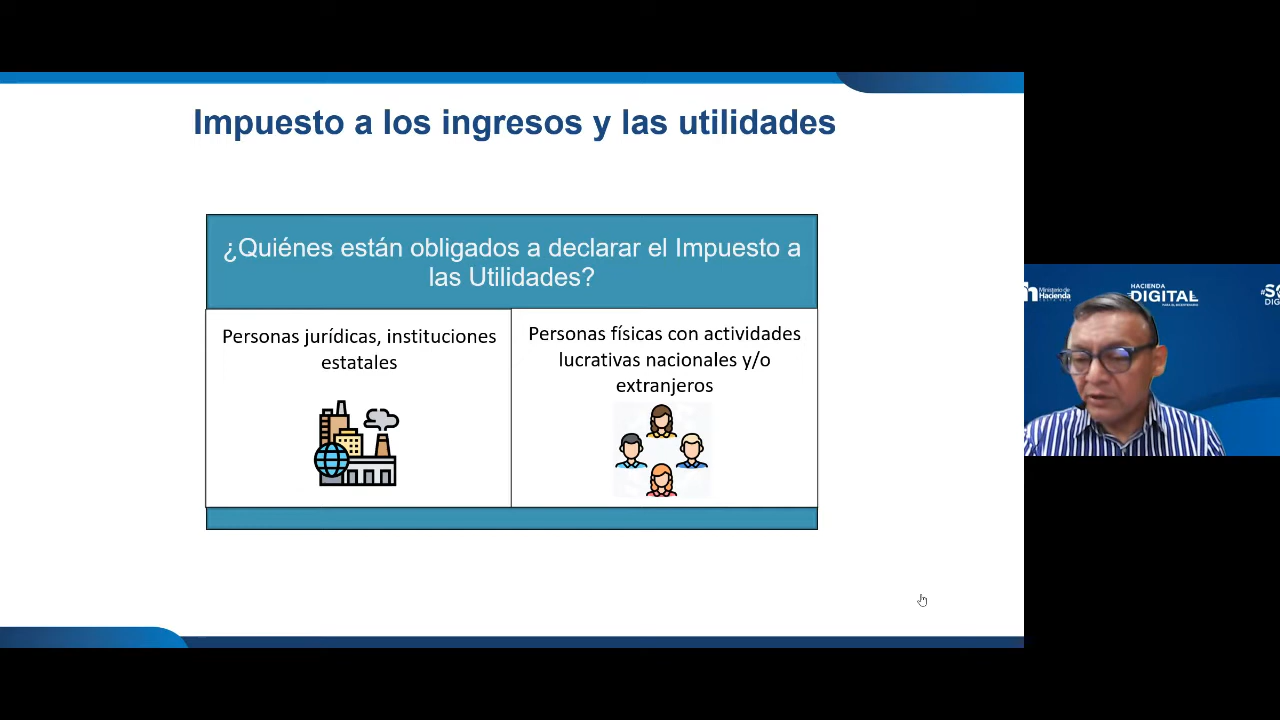 Impuesto a los ingresos y las utilidades
¿Quiénes están obligados a declarar el Impuesto a
las Utilidades?
Personas jurídicas, instituciones
estatales
Personas físicas con actividades
lucrativas nacionales y/o
extranjeros
Ministerio de
Hacienda
HACIENDA
DIGITAL